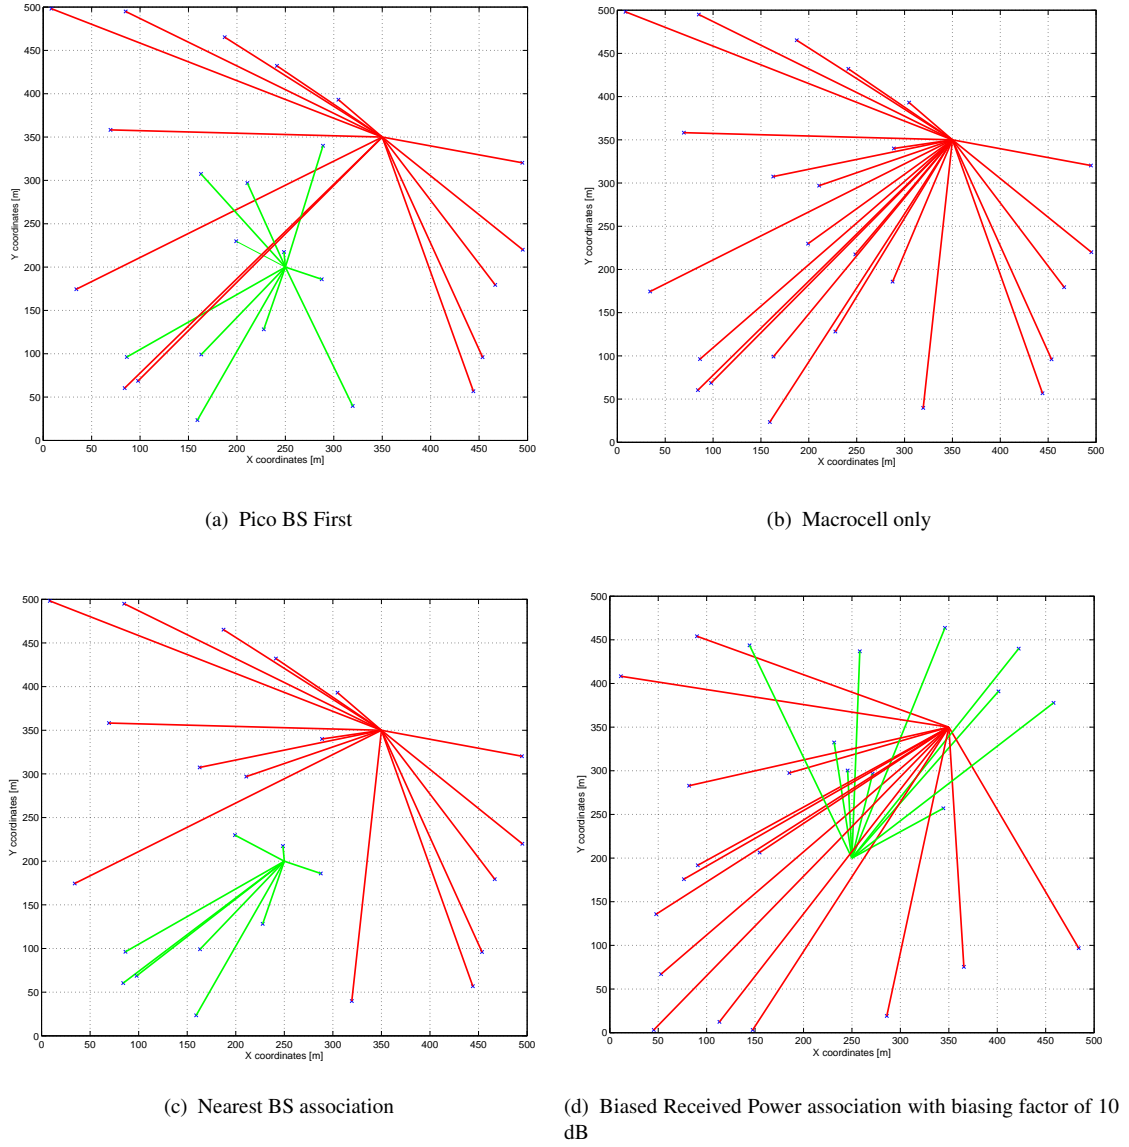 500
450
400
350
300
250
200
150
100
50
0
Y coordinates [m]
0 50 100 150 200 250 300 350 400 450 500
X coordinates [m]
(a) Pico BS First
500
450
400
350
300
250
200
150
100
50
0
Y coordinates [m]
0 50 100 150 200 250 300 350 400 450 500
X coordinates [m]
(b) Macrocell only
500
450
400
350
300
250
200
150
100
50
0
Y coordinates [m]
0 50 100 150 200 250 300 350 400 450 500
X coordinates [m]
(c) Nearest BS association
500
450
400
350
300
250
200
150
100
50
0
Y coordinates [m]
0 50 100 150 200 250 300 350 400 450 500
X coordinates [m]
(d) Biased Received Power association with biasing factor of 10
dB